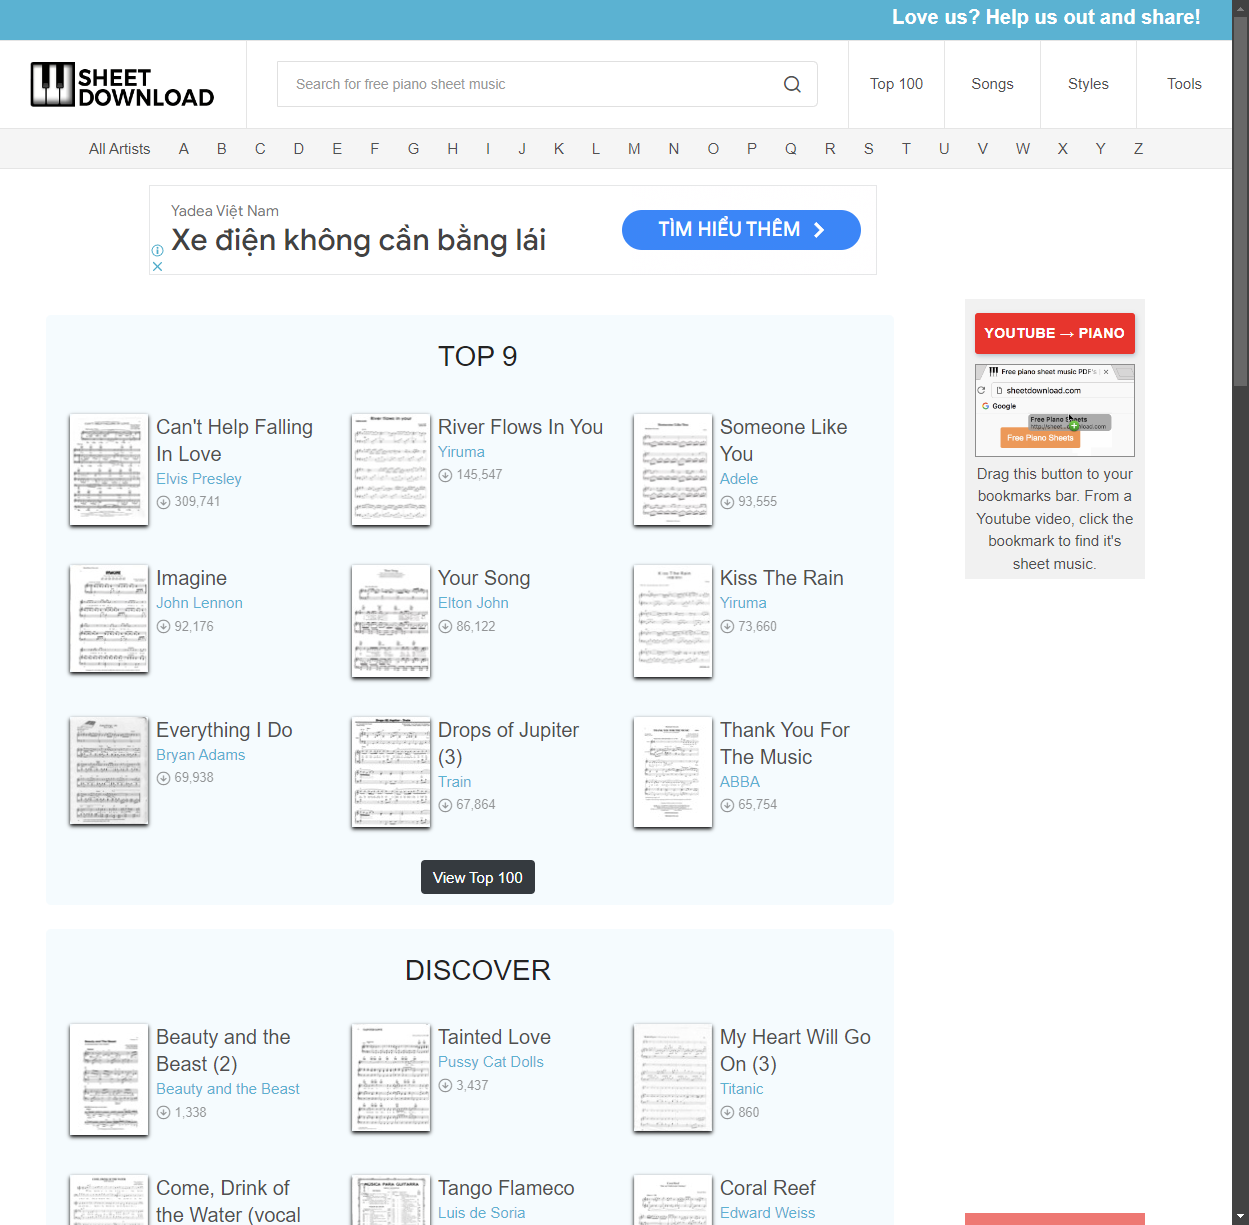 Love us? Help us out and share!
SHEET
DOWNLOAD
Search for free piano sheet music
Top 100
Songs
Styles
Tools
All Artists A B C D E F G H I J K L M N O P Q R S T U V W X Y Z
Yadea Việt Nam
Xe điện không cần bằng lái
TÌM HIỂU THÊM
YOUTUBE → PIANO
Free piano sheet music PDF's
sheetdownload.com
Google
Free Piano Sheets
Drag this button to your
bookmarks bar. From a
Youtube video, click the
bookmark to find it's
sheet music.
TOP 9
Can't Help Falling
In Love
Elvis Presley
309,741
River Flows In You
Yiruma
145,547
Someone Like
You
Adele
93,555
Imagine
John Lennon
92,176
Your Song
Elton John
86,122
Kiss The Rain
Yiruma
73,660
Everything I Do
Bryan Adams
69,938
Drops of Jupiter
(3)
Train
67,864
Thank You For
The Music
ABBA
65,754
View Top 100
DISCOVER
Beauty and the
Beast (2)
Beauty and the Beast
1,338
Tainted Love
Pussy Cat Dolls
3,437
My Heart Will Go
On (3)
Titanic
860
Come, Drink of
the Water (vocal
Tango Flameco
Luis de Soria
Coral Reef
Edward Weiss